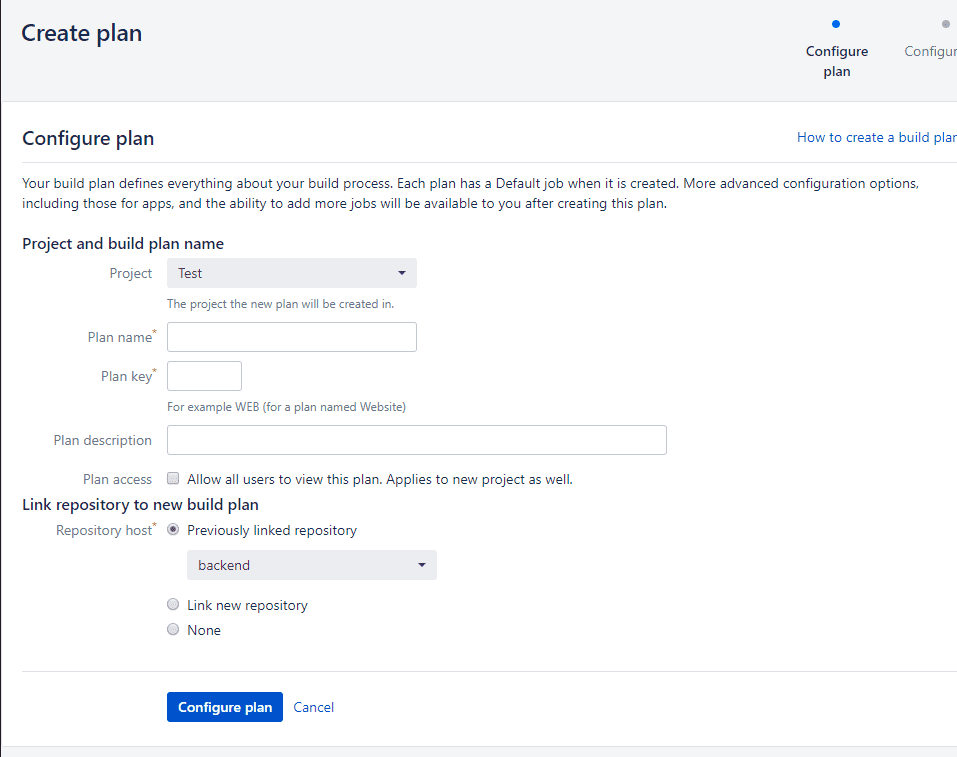 Create plan
Configure
plan
Configur
Configure plan
How to create a build plan
Your build plan defines everything about your build process. Each plan has a Default job when it is created. More advanced configuration options,
including those for apps, and the ability to add more jobs will be available to you after creating this plan.
Project and build plan name
Project
Test
The project the new plan will be created in.
Plan name*
Plan key*
For example WEB (for a plan named Website)
Plan description
Plan access
Allow all users to view this plan. Applies to new project as well.
Link repository to new build plan
Repository host*
Previously linked repository
backend
Link new repository
None
Configure plan
Cancel